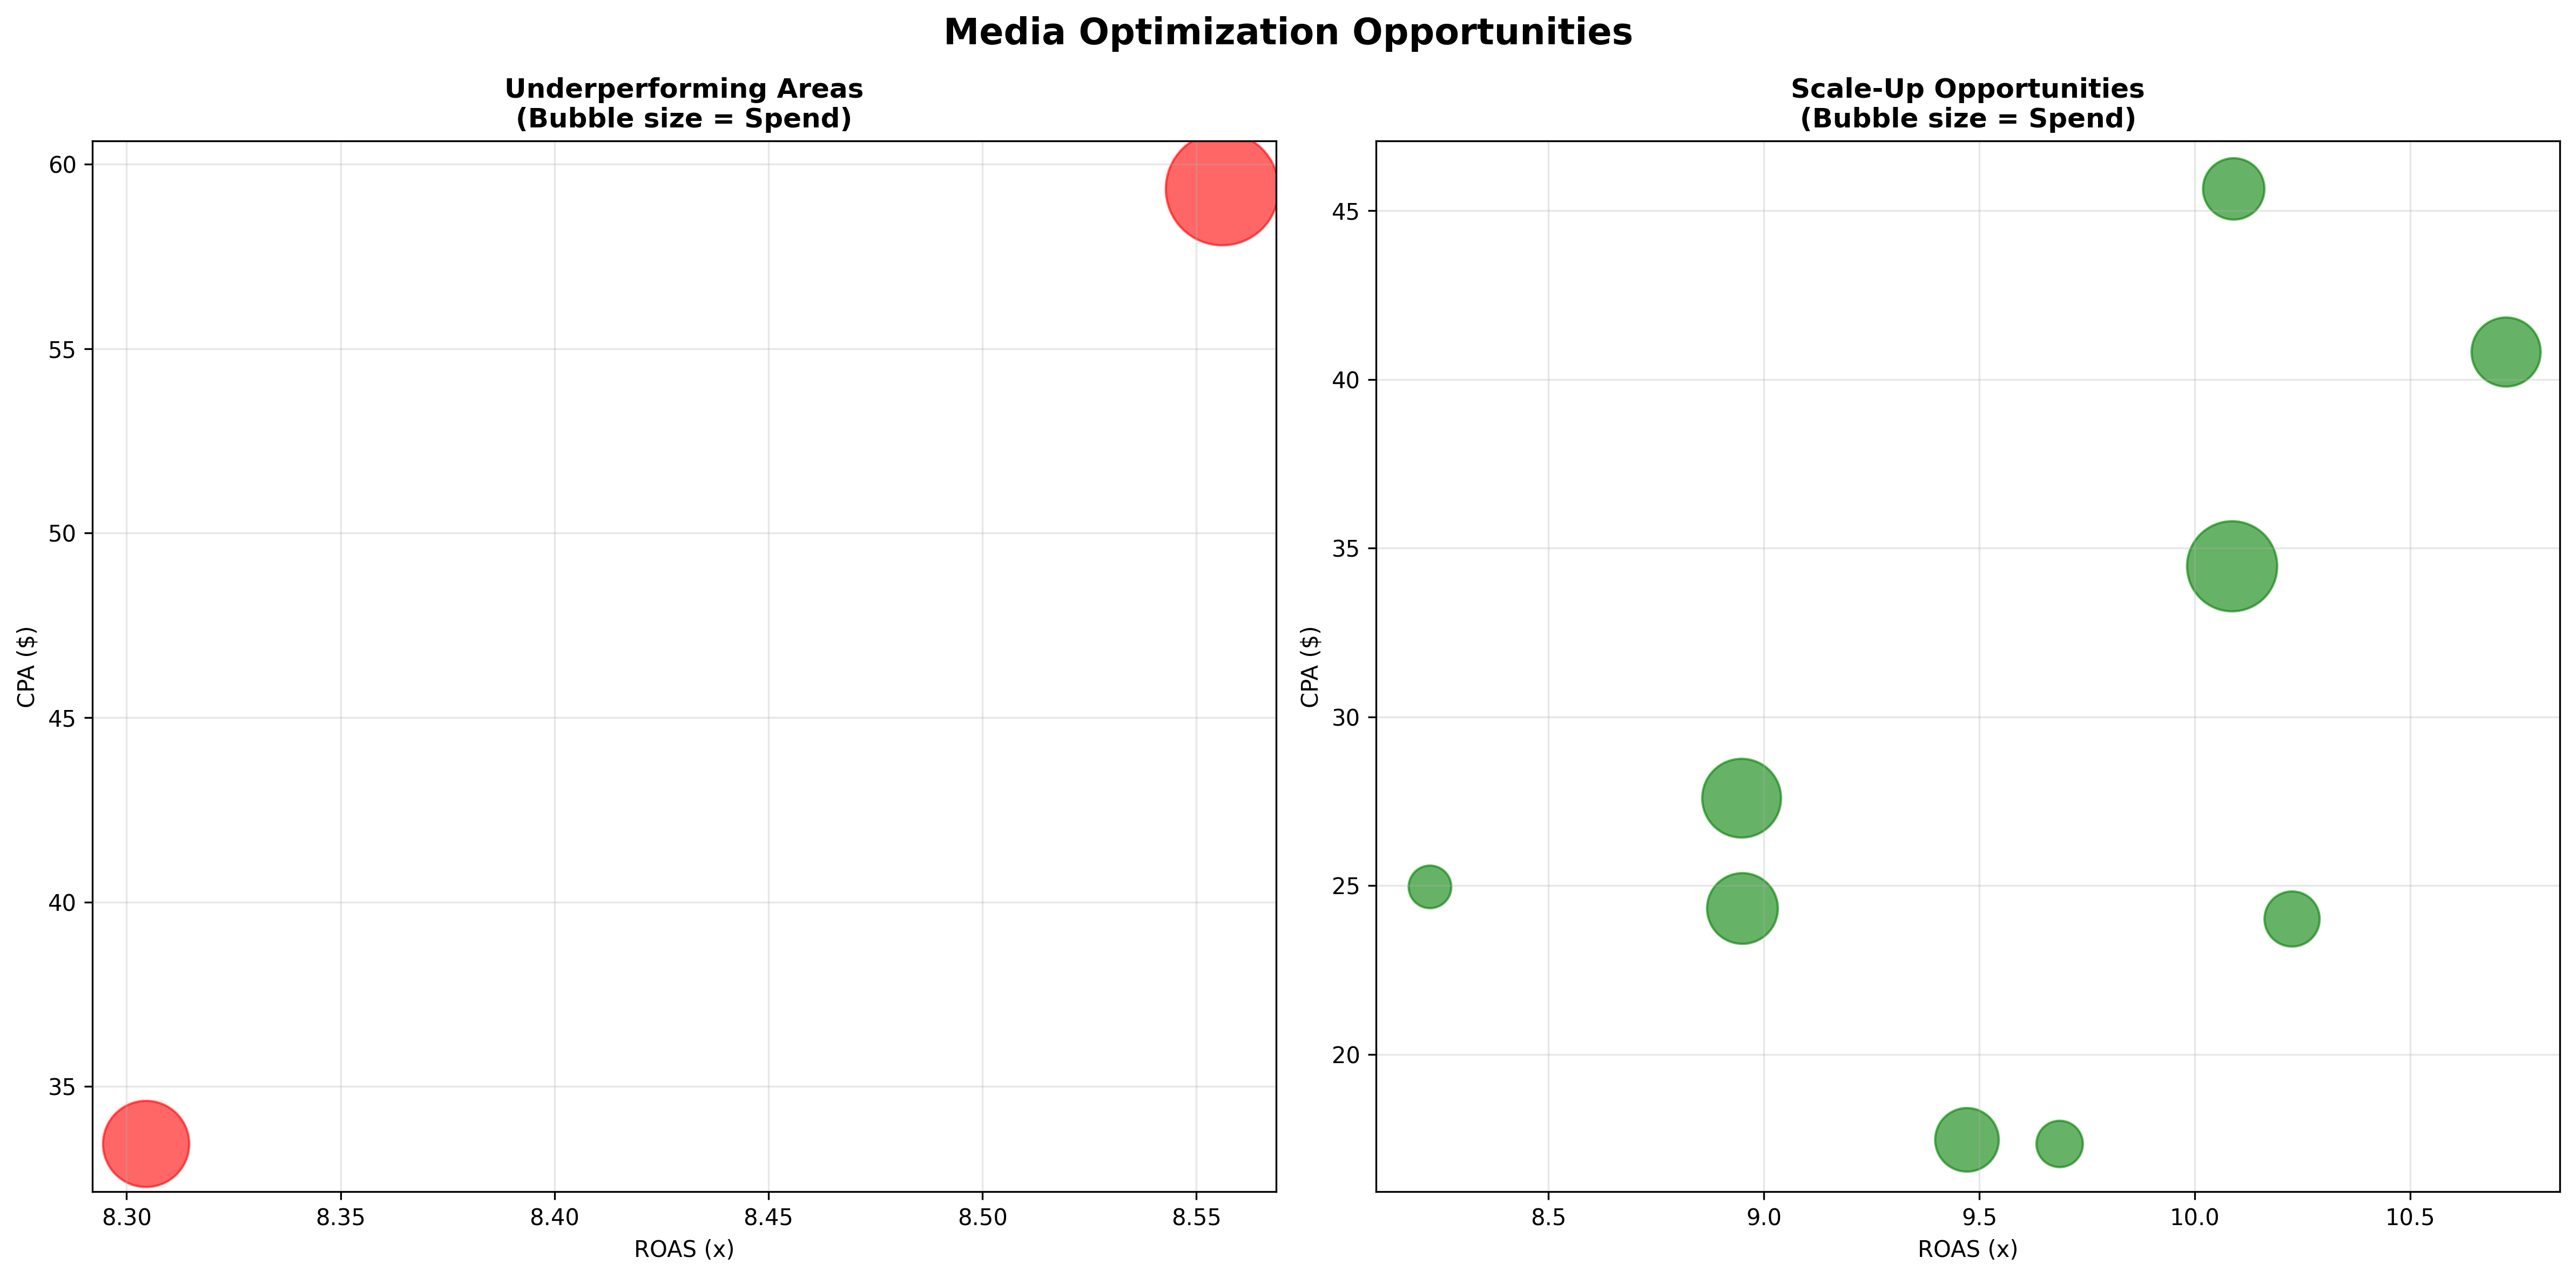 Media Optimization Opportunities
Underperforming Areas
(Bubble size = Spend)
60
55
50
45
40
35
CPA ($)
8.30
8.35
8.40
8.45
8.50
8.55
ROAS (x)
Scale-Up Opportunities
(Bubble size = Spend)
45
40
35
30
25
20
CPA ($)
8.5
9.0
9.5
10.0
10.5
ROAS (x)